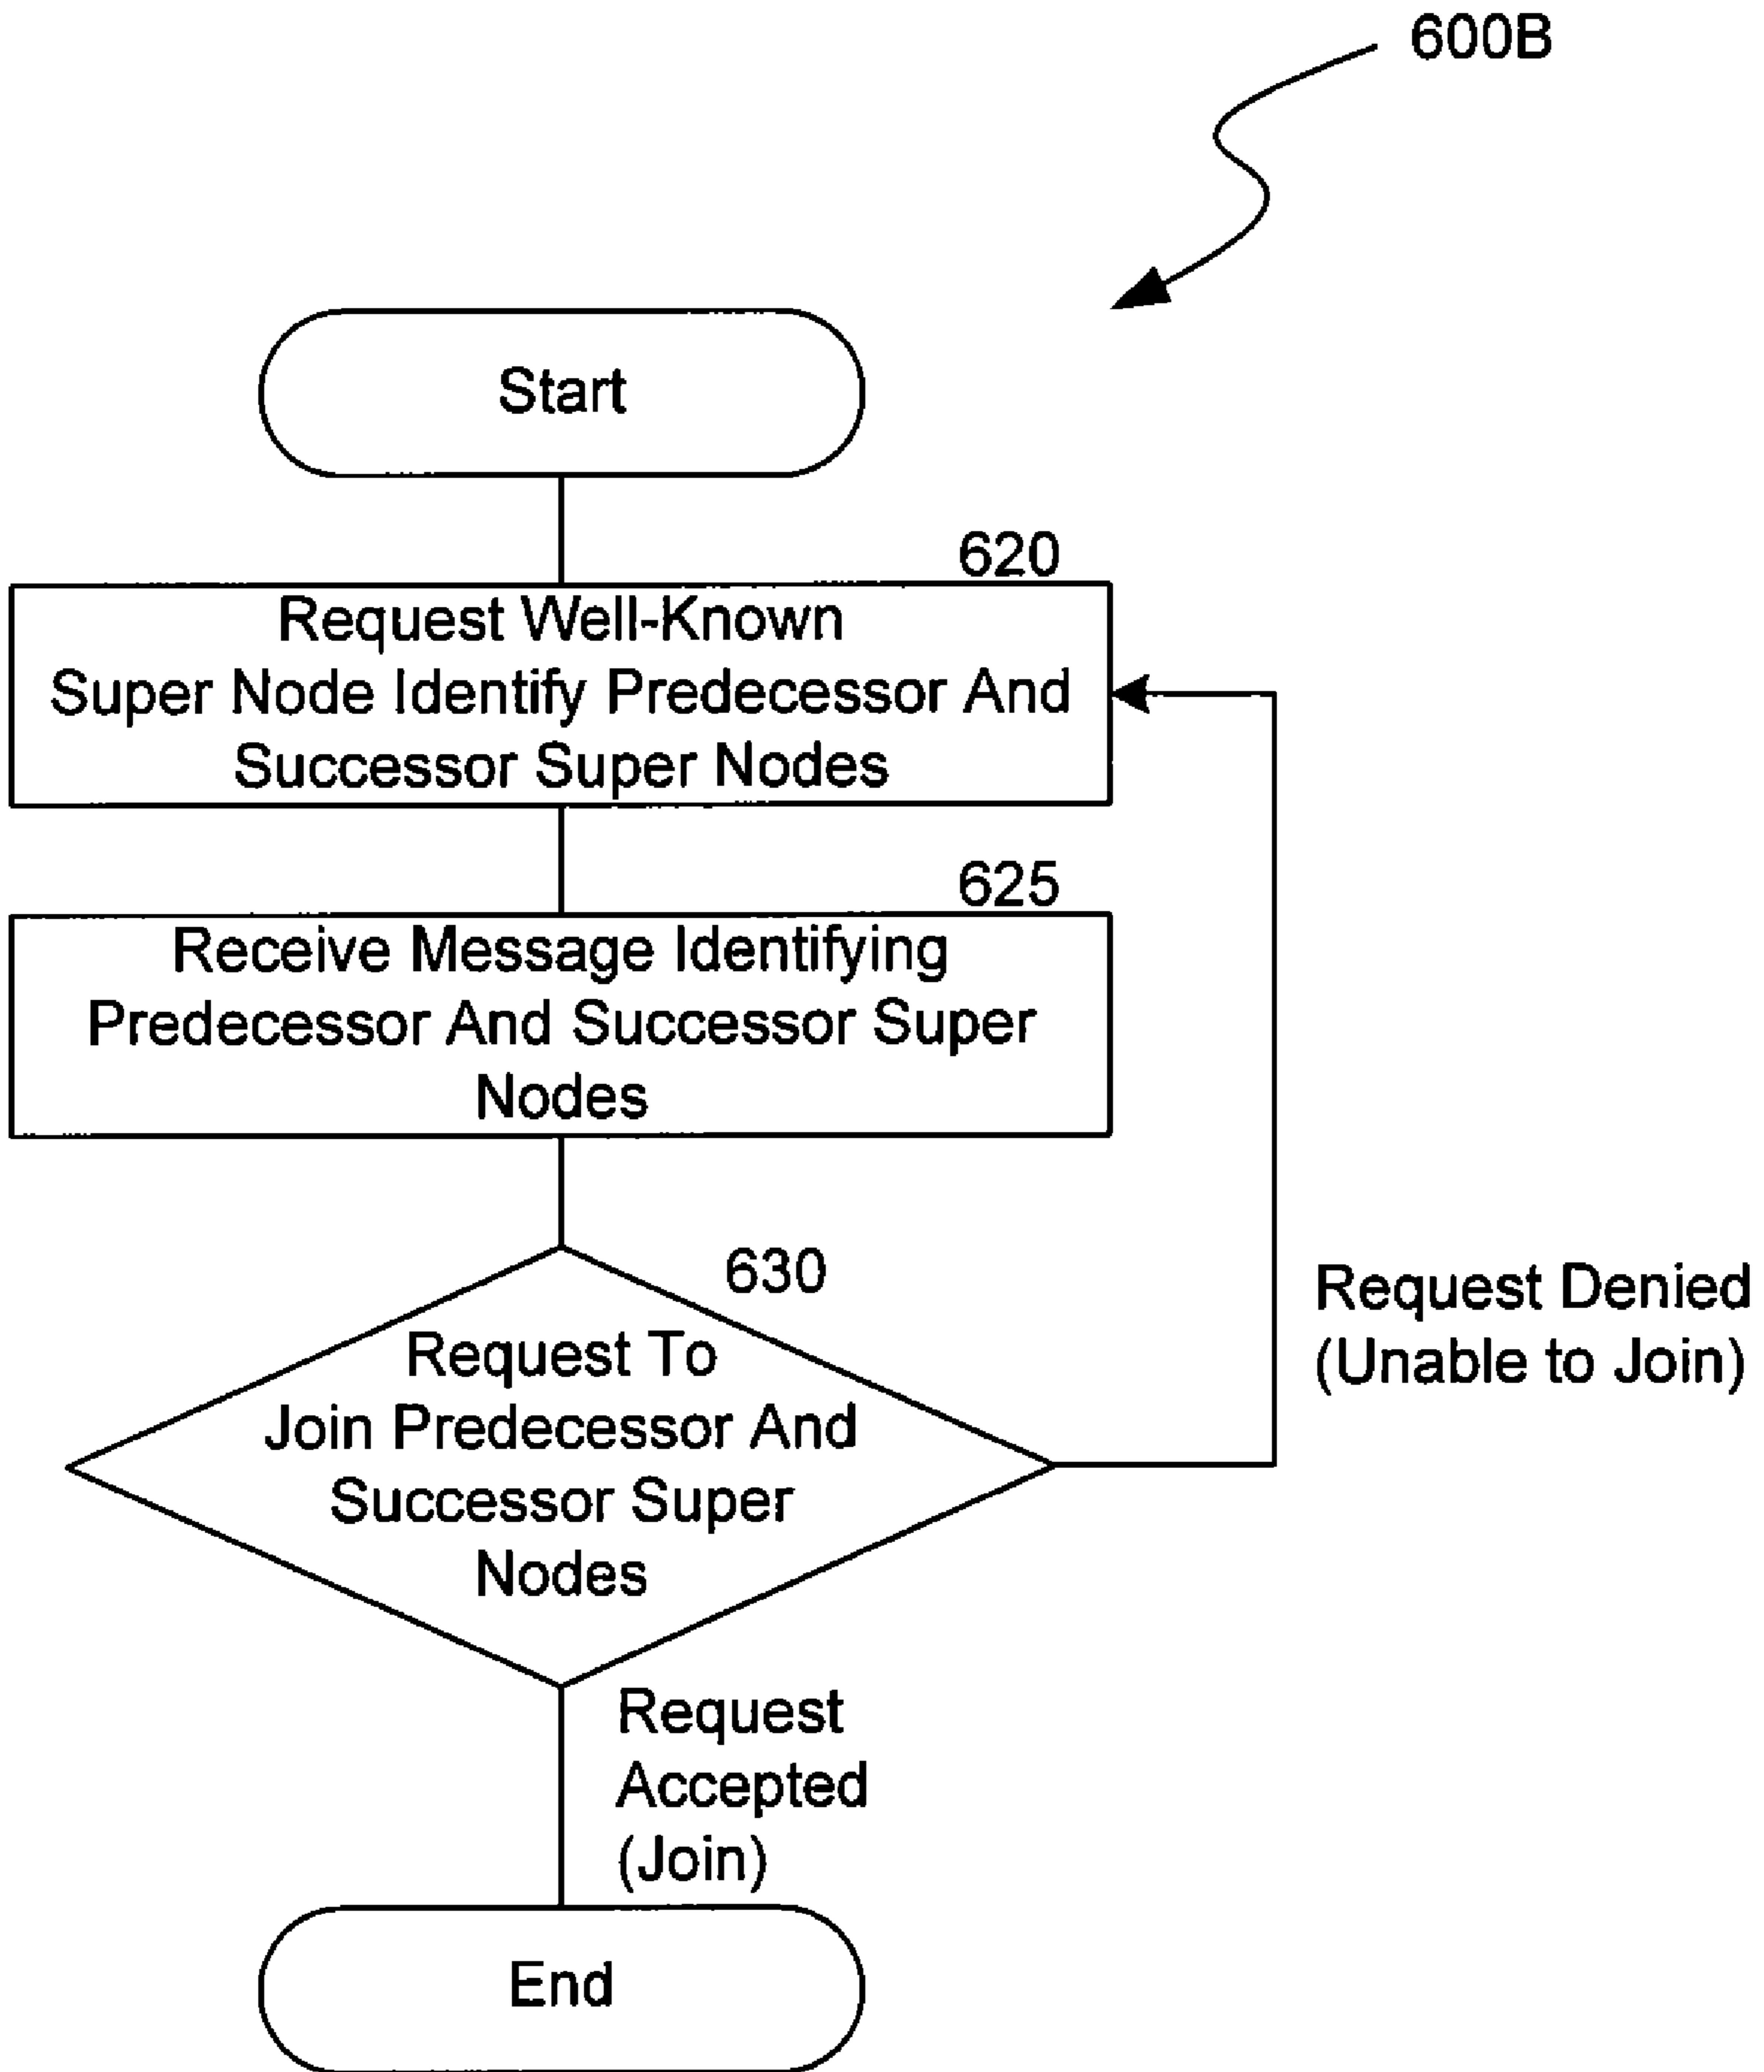 600B
Start
620
Request Well-Known
Super Node Identify Predecessor And
Successor Super Nodes
625
Receive Message Identifying
Predecessor And Successor Super
Nodes
630
Request To
Join Predecessor And
Successor Super
Nodes
Request Denied
(Unable to Join)
Request
Accepted
(Join)
End